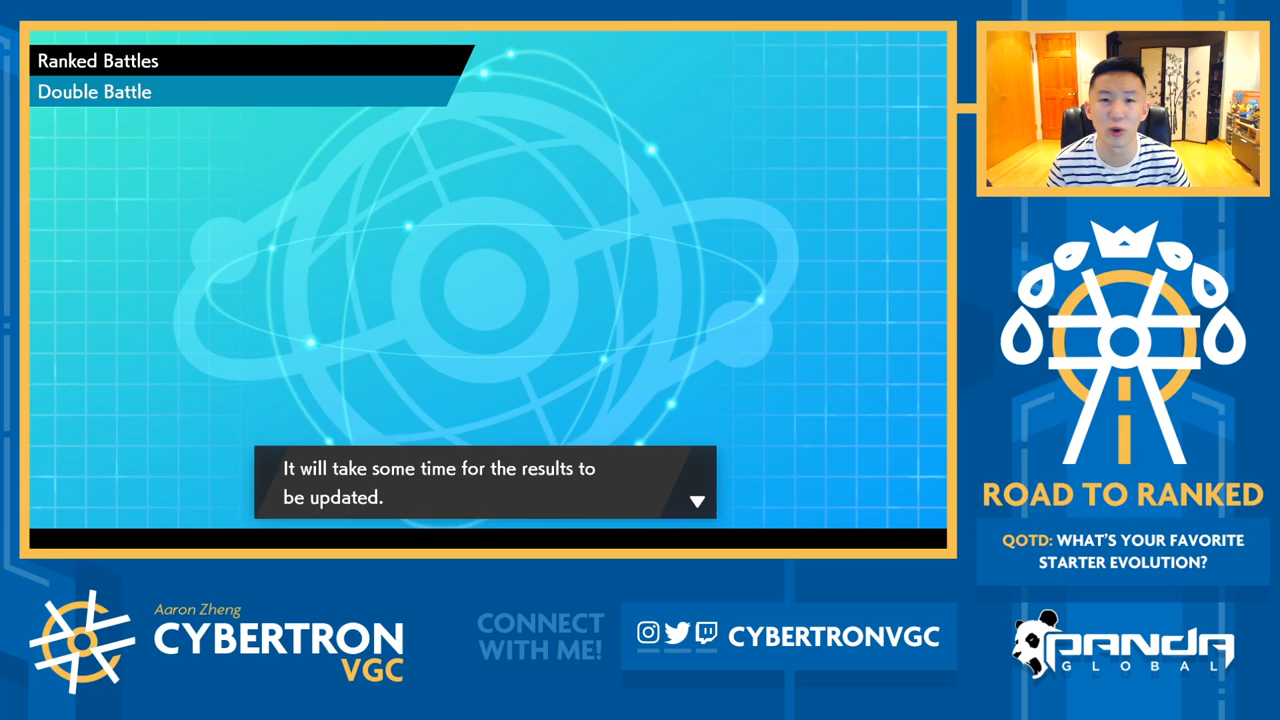 Ranked Battles
Double Battle
It will take some time for the results to
be updated.
ROAD TO RANKED
QOTD: WHAT'S YOUR FAVORITE
STARTER EVOLUTION?
Aaron Zheng
CYBERTRON
VGC
CONNECT
WITH ME!
CYBERTRONVGC
PANDA
GLOBAL